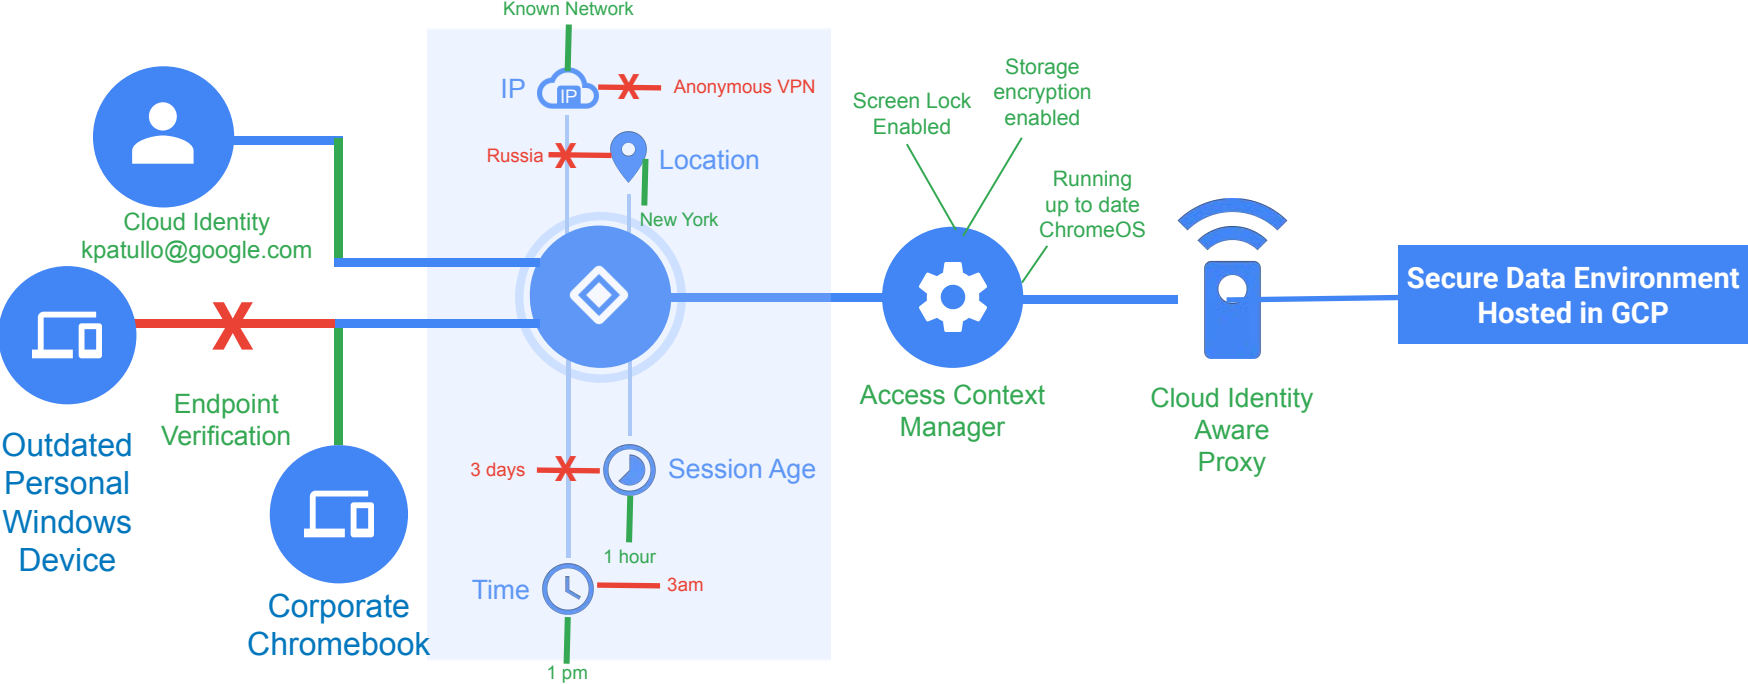 Known Network
IP
IP
Anonymous VPN
Russia
Location
New York
Cloud Identity
kpatullo@google.com
X
Endpoint
Verification
Outdated
Personal
Windows
Device
Corporate
Chromebook
3 days
Session Age
1 hour
Time
3am
1 pm
Screen Lock
Enabled
Storage
encryption
enabled
Running
up to date
ChromeOS
Access Context
Manager
Cloud Identity
Aware
Proxy
Secure Data Environment
Hosted in GCP